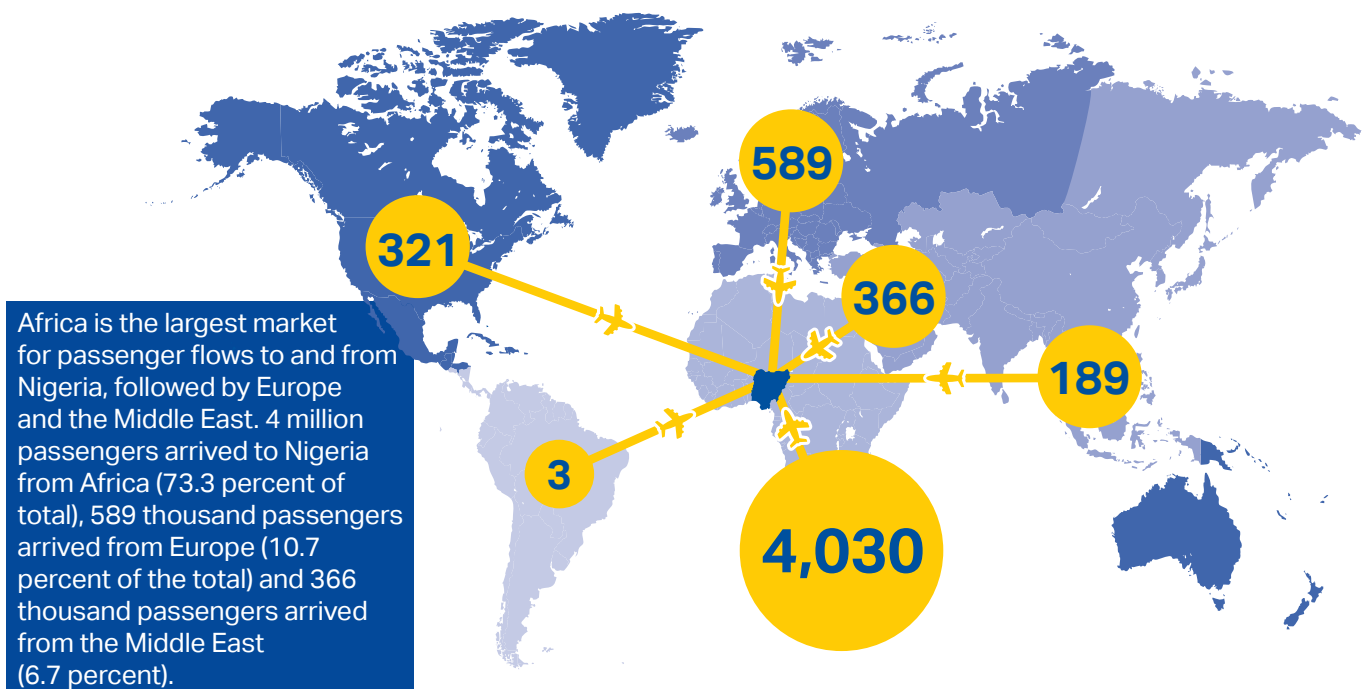 589
321
366
189
3
4,030
Africa is the largest market
for passenger flows to and from
Nigeria, followed by Europe
and the Middle East. 4 million
passengers arrived to Nigeria
from Africa (73.3 percent of
total), 589 thousand passengers
arrived from Europe (10.7
percent of the total) and 366
thousand passengers arrived
from the Middle East
(6.7 percent).